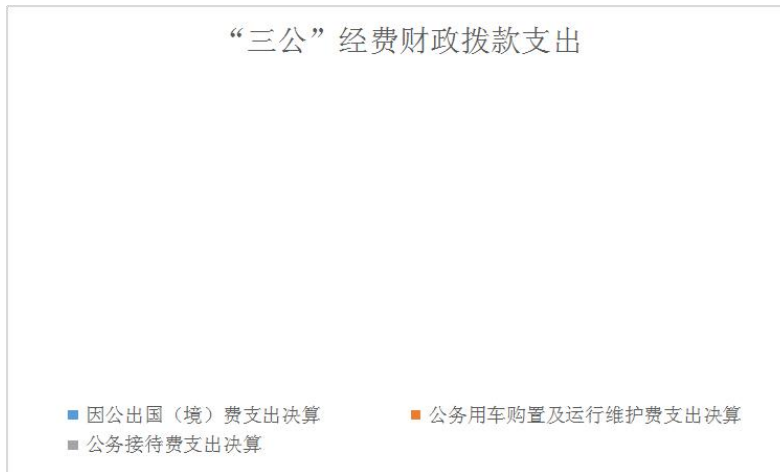 “三公”经费财政拨款支出
因公出国（境）费支出决算
公务用车购置及运行维护费支出决算
公务接待费支出决算